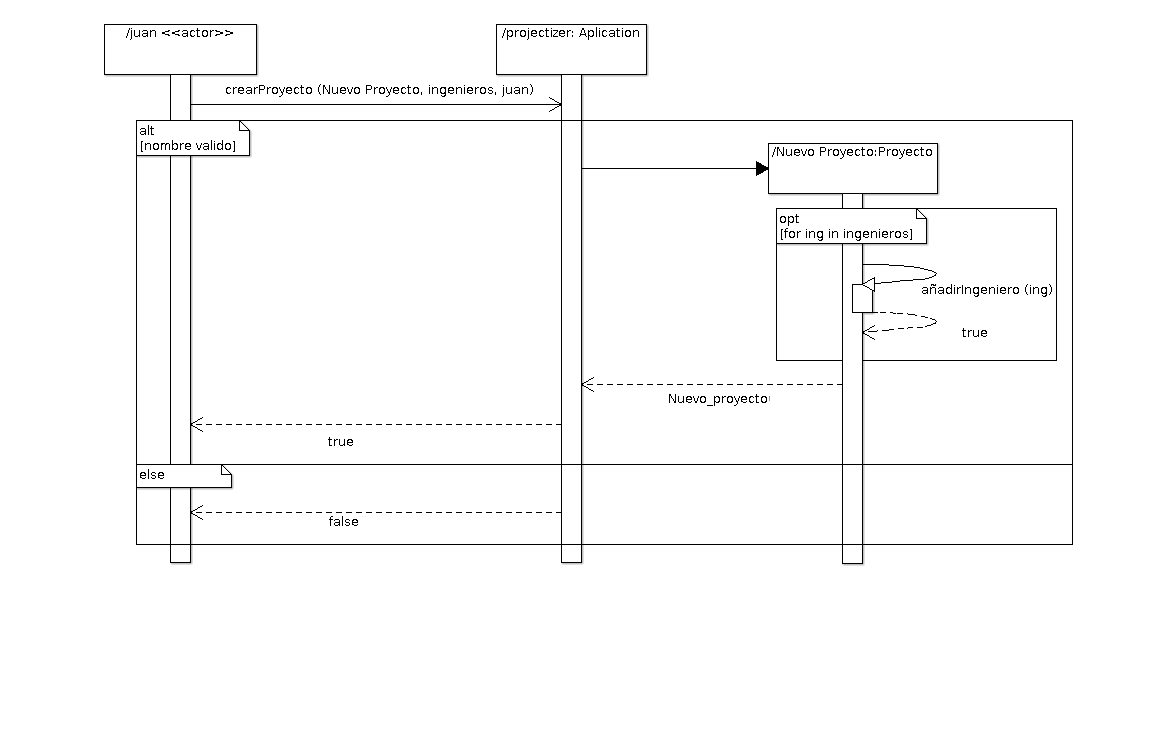 /juan <<actor>>
/projectizer: Aplication
crearProyecto (Nuevo Proyecto, ingenieros, juan)
alt
[nombre valido]
/Nuevo Proyecto:Proyecto
opt
[for ing in ingenieros]
añadirIngeniero (ing)
true
Nuevo_proyecto
true
else
false